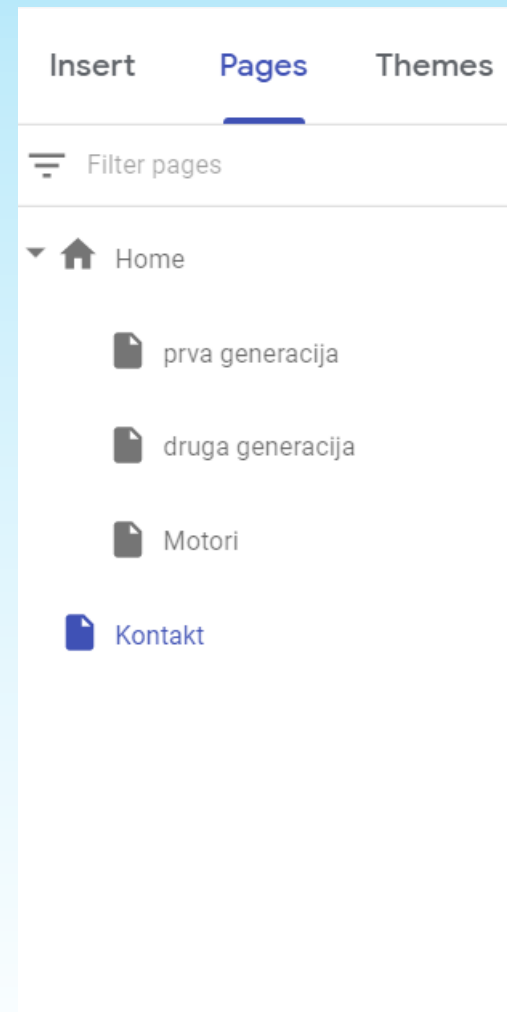 Insert Pages Themes
Filter pages
Home
prva generacija
druga generacija
Motori
Kontakt